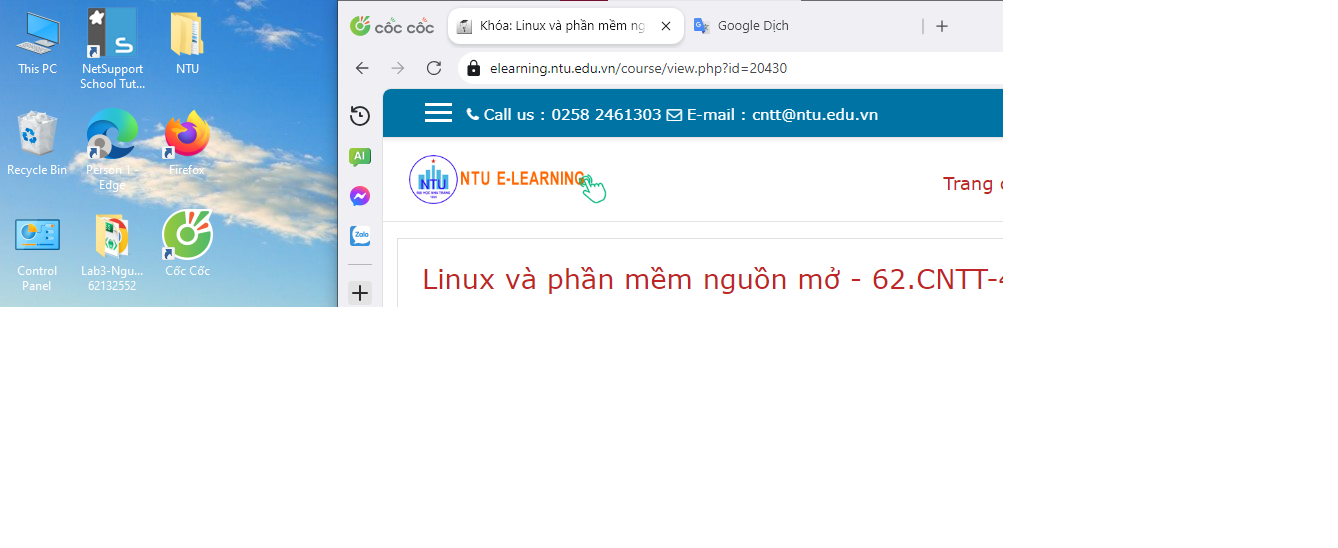 This PC
NetSupport
School Tut...
NTU
Recycle Bin
Person 1 -
Edge
Firefox
Control
Panel
Lab3-Ngu...
62132552
Cốc Cốc
cốc cốc
Khóa: Linux và phần mềm ng
Google Dịch
elearning.ntu.edu.vn/course/view.php?id=20430
AI
Zalo
Call us : 0258 2461303 E-mail : cntt@ntu.edu.vn
NTU
NTU E-LEARNING
Trang c
Linux và phần mềm nguồn mở - 62.CNTT-4